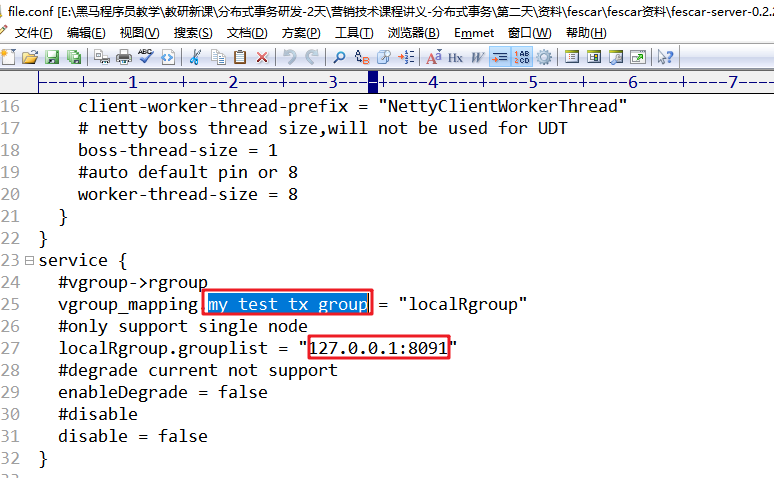 file.conf [E:\黑马程序员教学\教研新课\分布式事务研发-2天\营销技术课程讲义-分布式事务\第二天\资料\fescar\fescar资料\fescar-server-0.2.2
文件(F) 编辑(E) 视图(V) 搜索(S) 文档(D) 方案(P) 工具(T) 浏览器(B) Emmet 窗口(W) 帮助(H)
----+----1----+----2----+----3----+----4----+----5----+----6----+----7--
16 client-worker-thread-prefix = "NettyClientWorkerThread"
17 # netty boss thread size,will not be used for UDT
18 boss-thread-size = 1
19 #auto default pin or 8
20 worker-thread-size = 8
21 }
22 }
23 service {
24 #vgroup->rgroup
25 vgroup_mapping.my_test_tx_group = "localRgroup"
26 #only support single node
27 localRgroup.grouplist = "127.0.0.1:8091"
28 #degrade current not support
29 enableDegrade = false
30 #disable
31 disable = false
32 }